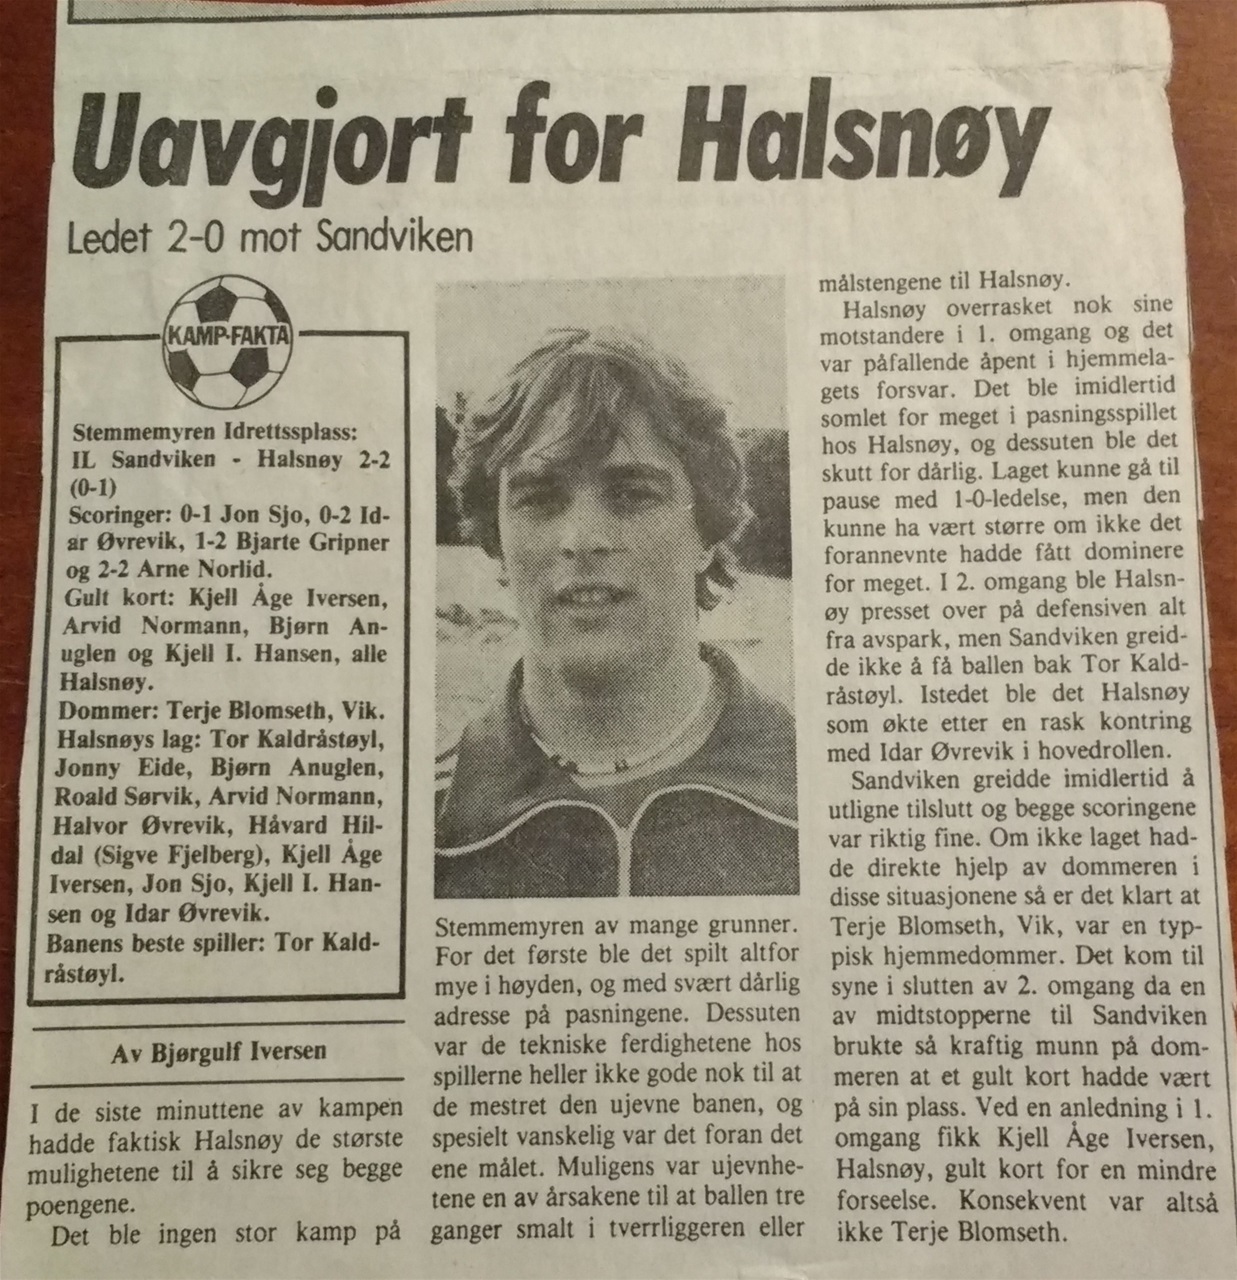 Uavgjort for Halsnøy
Ledet 2-0 mot Sandviken
KAMP-FAKTA
Stemmemyren Idrettssplass:
IL Sandviken - Halsnøy 2-2
(0-1)
Scoringer: 0-1 Jon Sjo, 0-2 Id-
ar Øvrevik, 1-2 Bjarte Gripner
og 2-2 Arne Norlid.
Gult kort: Kjell Åge Iversen,
Arvid Normann, Bjørn An-
uglen og Kjell I. Hansen, alle
Halsnøy.
Dommer: Terje Blomseth, Vik.
Halsnøys lag: Tor Kaldråstøyl,
Jonny Eide, Bjørn Anuglen,
Roald Sørvik, Arvid Normann,
Halvor Øvrevik, Håvard Hil-
dal (Sigve Fjelberg), Kjell Åge
Iversen, Jon Sjo, Kjell I. Han-
sen og Idar Øvrevik.
Banens beste spiller: Tor Kald-
råstøyl.
Av Bjørgulf Iversen
I de siste minuttene av kampen
hadde faktisk Halsnøy de største
mulighetene til å sikre seg begge
poengene.
Det ble ingen stor kamp på
Stemmemyren av mange grunner.
For det første ble det spilt altfor
mye i høyden, og med svært dårlig
adresse på pasningene. Dessuten
var de tekniske ferdighetene hos
spillerne heller ikke gode nok til at
de mestret den ujevne banen, og
spesielt vanskelig var det foran det
ene målet. Muligens var ujevnhe-
tene en av årsakene til at ballen tre
ganger smalt i tverrliggeren eller
målstengene til Halsnøy.
Halsnøy overrasket nok sine
motstandere i 1. omgang og det
var påfallende åpent i hjemmela-
gets forsvar. Det ble imidlertid
somlet for meget i pasningsspillet
hos Halsnøy, og dessuten ble det
skutt for dårlig. Laget kunne gå til
pause med 1-0-ledelse, men den
kunne ha vært større om ikke det
forannevnte hadde fått dominere
for meget. I 2. omgang ble Halsn-
øy presset over på defensiven alt
fra avspark, men Sandviken greid-
de ikke å få ballen bak Tor Kald-
råstøyl. Istedet ble det Halsnøy
som økte etter en rask kontring
med Idar Øvrevik i hovedrollen.
Sandviken greidde imidlertid å
utligne tilslutt og begge scoringene
var riktig fine. Om ikke laget had-
de direkte hjelp av dommeren i
disse situasjonene så er det klart at
Terje Blomseth, Vik, var en typ-
pisk hjemmedommer. Det kom til
syne i slutten av 2. omgang da en
av midtstopperne til Sandviken
brukte så kraftig munn på dom-
meren at et gult kort hadde vært
på sin plass. Ved en anledning i 1.
omgang fikk Kjell Åge Iversen,
Halsnøy, gult kort for en mindre
forseelse. Konsekvent var altså
ikke Terje Blomseth.